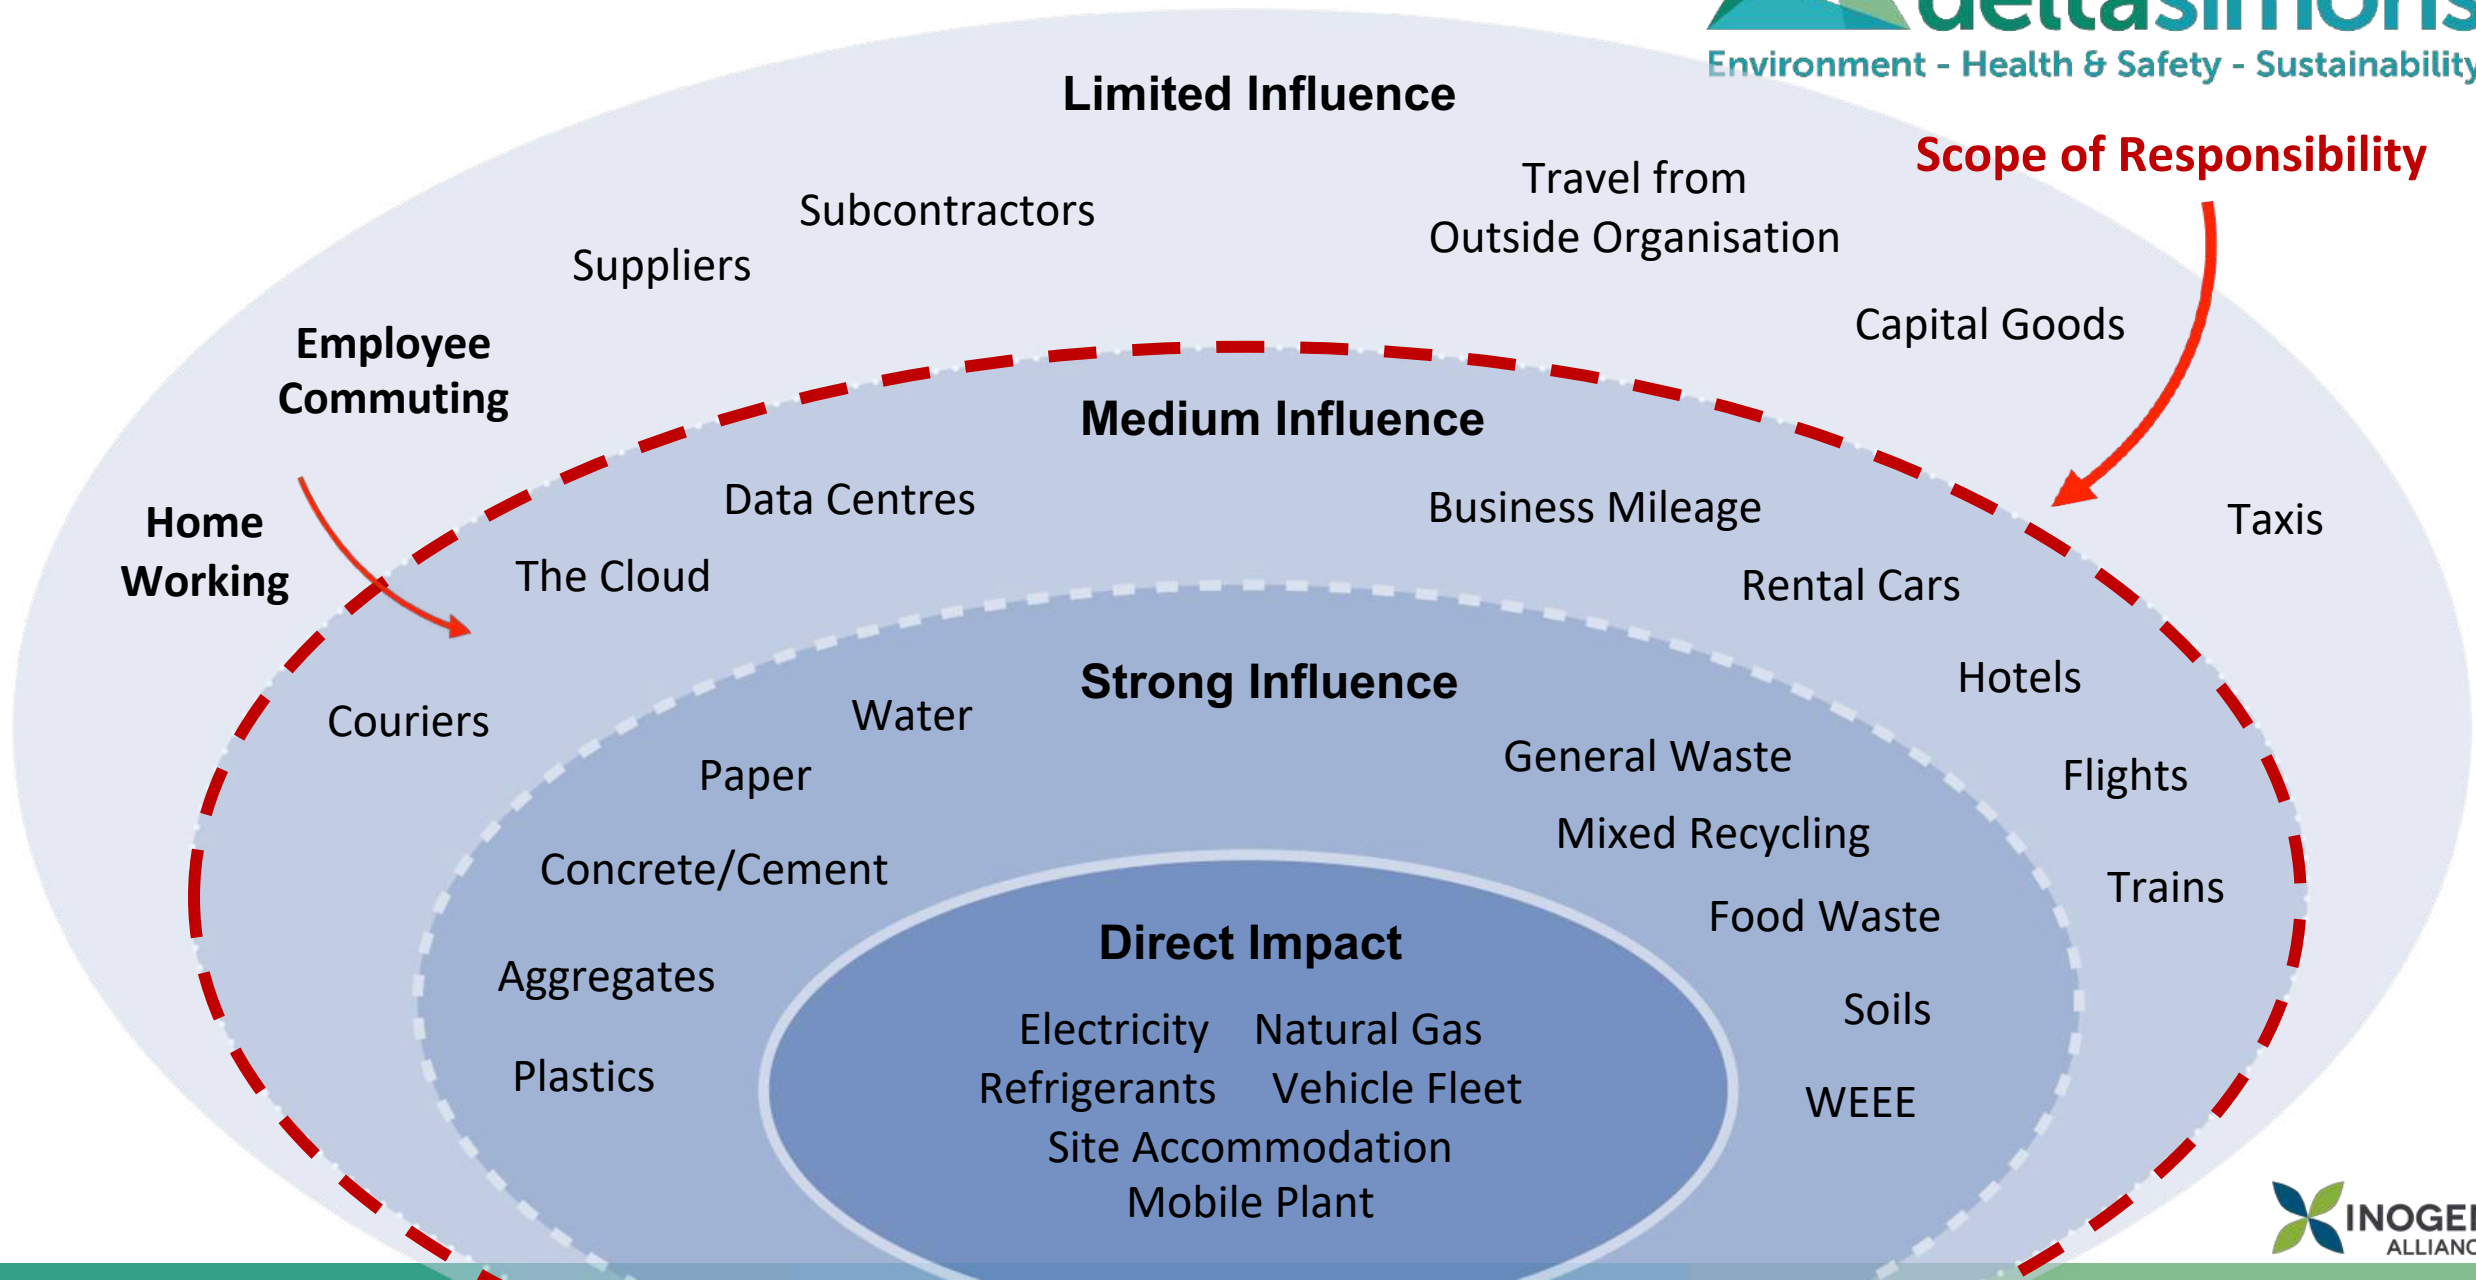 deltasimons
Environment - Health & Safety - Sustainability
Limited Influence
Scope of Responsibility
Travel from
Outside Organisation
Subcontractors
Suppliers
Capital Goods
Employee
Commuting
Home
Working
Taxis
Medium Influence
Data Centres
Business Mileage
The Cloud
Rental Cars
Hotels
Couriers
Flights
Trains
Strong Influence
Water
Paper
General Waste
Mixed Recycling
Concrete/Cement
Food Waste
Aggregates
Soils
Plastics
WEEE
Direct Impact
Electricity Natural Gas
Refrigerants Vehicle Fleet
Site Accommodation
Mobile Plant
INOGEN
ALLIANC